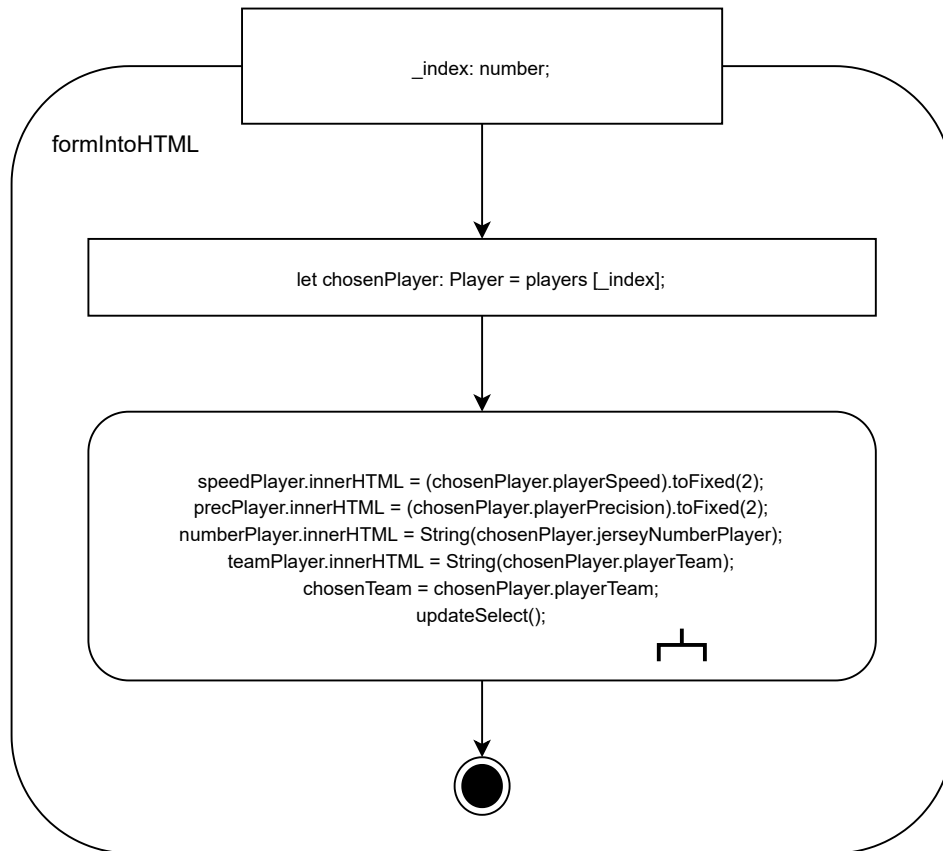 _index: number;
formIntoHTML
let chosenPlayer: Player = players [_index];
speedPlayer.innerHTML = (chosenPlayer.playerSpeed).toFixed(2);
precPlayer.innerHTML = (chosenPlayer.playerPrecision).toFixed(2);
numberPlayer.innerHTML = String(chosenPlayer.jerseyNumberPlayer);
teamPlayer.innerHTML = String(chosenPlayer.playerTeam);
chosenTeam = chosenPlayer.playerTeam;
updateSelect();